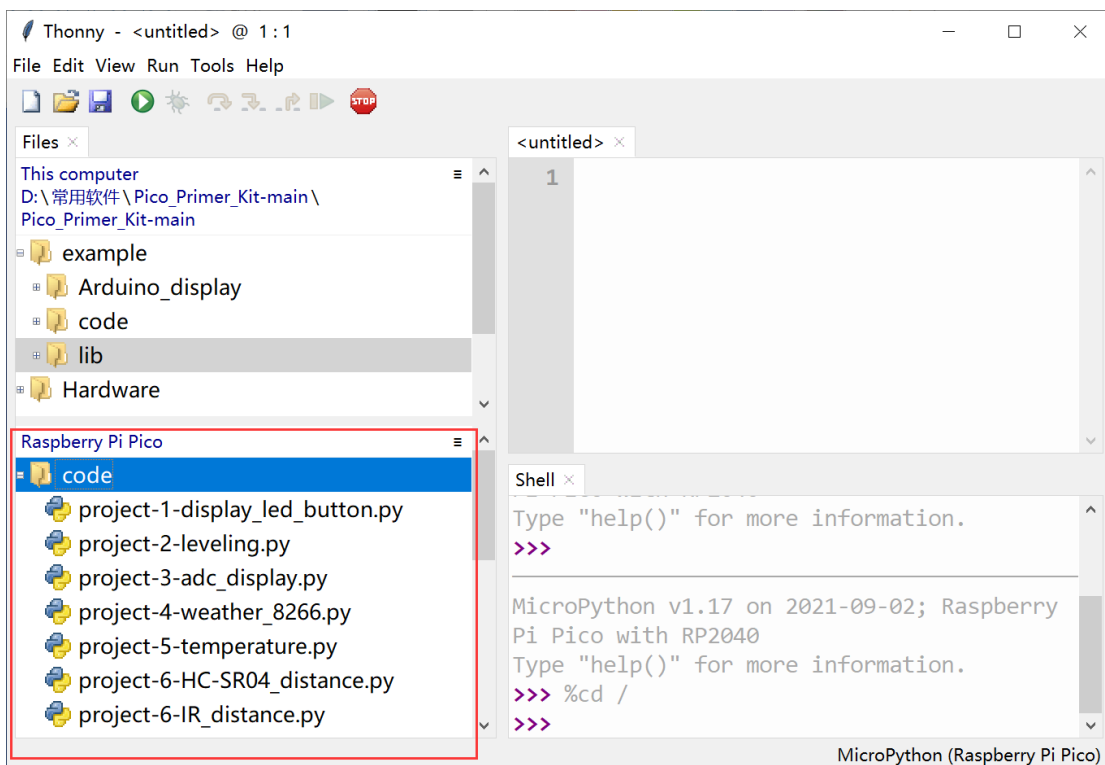 Thonny - <untitled> @ 1:1
File Edit View Run Tools Help
STOP
Files
This computer
D:\常用软件\Pico_Primer_Kit-main\
Pico_Primer_Kit-main
example
Arduino_display
code
lib
Hardware
Raspberry Pi Pico
code
project-1-display_led_button.py
project-2-leveling.py
project-3-adc_display.py
project-4-weather_8266.py
project-5-temperature.py
project-6-HC-SR04_distance.py
project-6-IR_distance.py
<untitled>
1
Shell
Type "help()" for more information.
>>>
MicroPython v1.17 on 2021-09-02; Raspberry
Pi Pico with RP2040
Type "help()" for more information.
>>> %cd /
>>>
MicroPython (Raspberry Pi Pico)